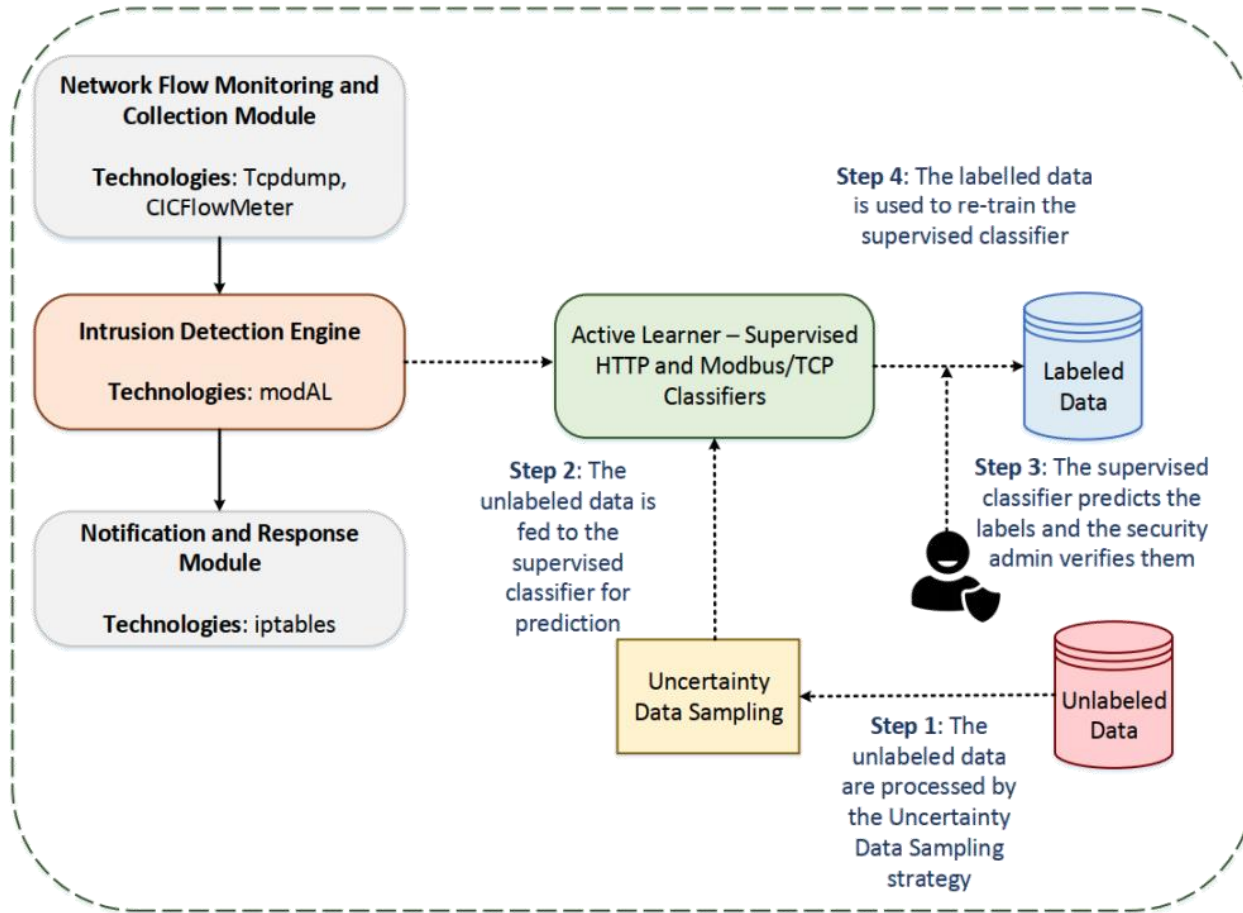 Network Flow Monitoring and
Collection Module
Technologies: Tcpdump,
CICFlowMeter
Intrusion Detection Engine
Technologies: modAL
Notification and Response
Module
Technologies: iptables
Active Learner – Supervised
HTTP and Modbus/TCP
Classifiers
Step 4: The labelled data
is used to re-train the
supervised classifier
Labeled
Data
Step 3: The supervised
classifier predicts the
labels and the security
admin verifies them
Step 2: The
unlabeled data is
fed to the
supervised
classifier for
prediction
Uncertainty
Data Sampling
Unlabeled
Data
Step 1: The
unlabeled data
are processed by
the Uncertainty
Data Sampling
strategy